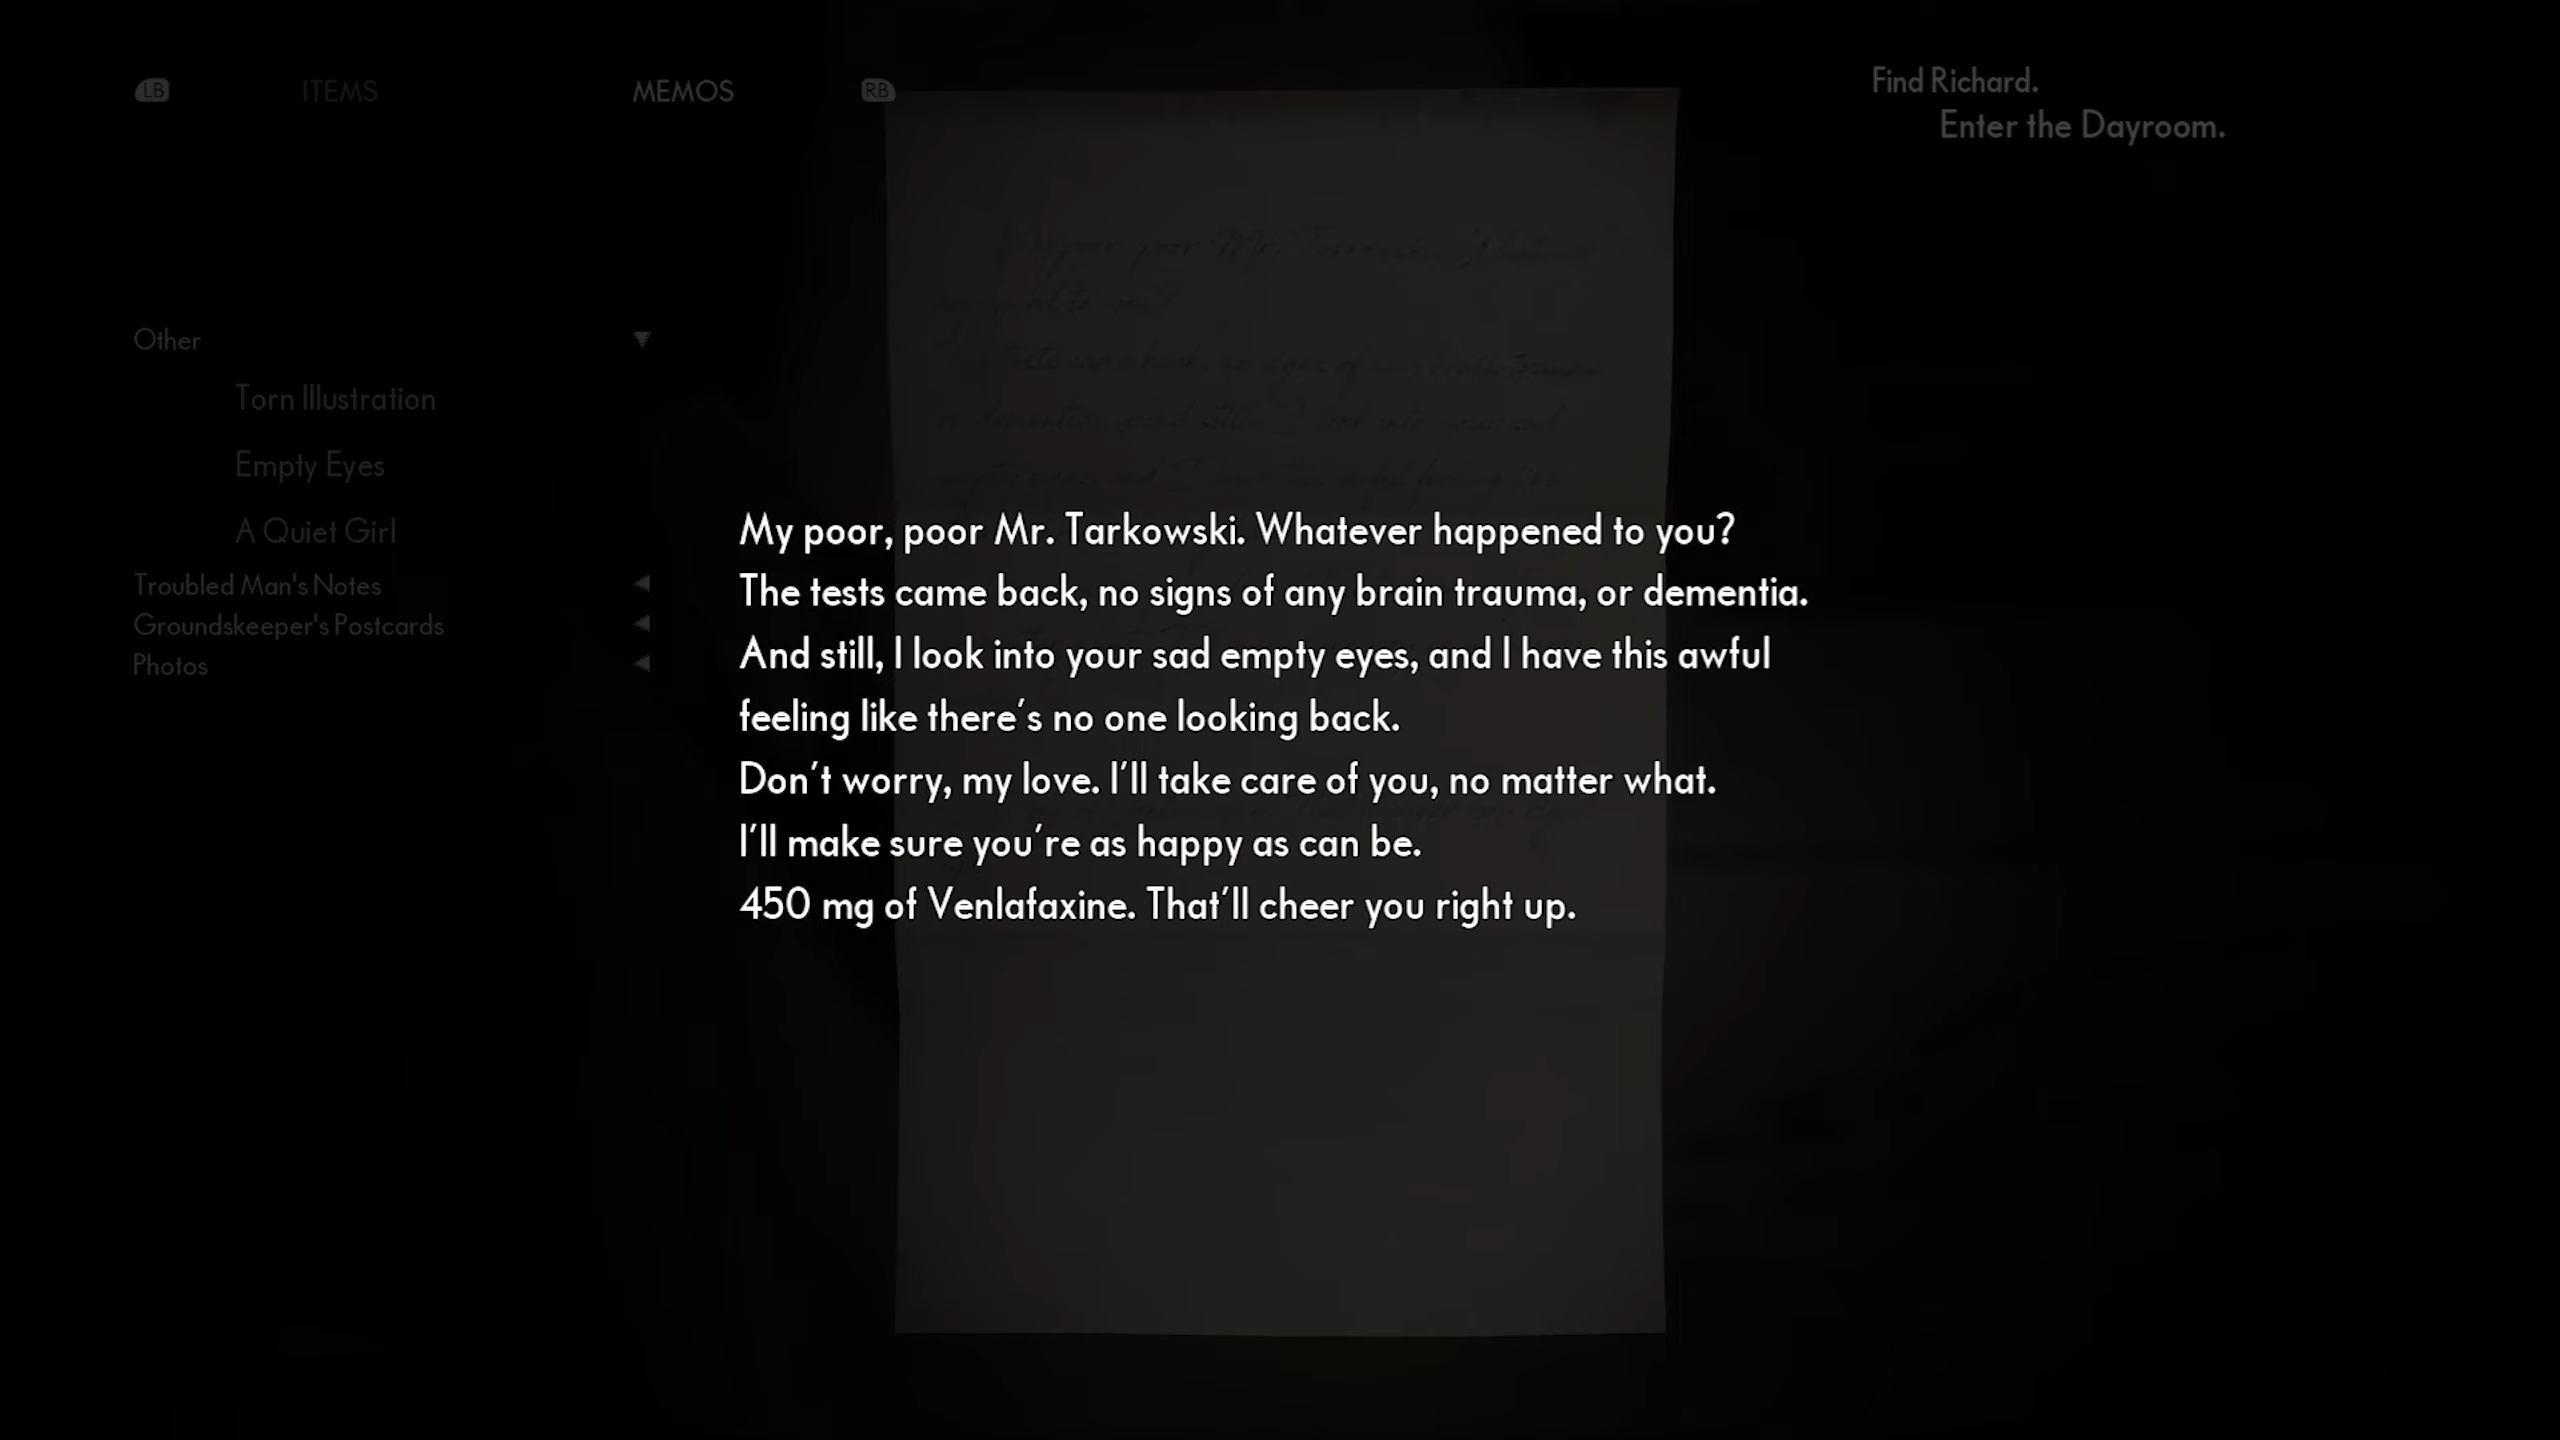 LB ITEMS MEMOS RB
Find Richard.
Enter the Dayroom.
Other
Torn Illustration
Empty Eyes
A Quiet Girl
Troubled Man's Notes
Groundskeeper's Postcards
Photos
My poor, poor Mr. Tarkowski. Whatever happened to you?
The tests came back, no signs of any brain trauma, or dementia.
And still, I look into your sad empty eyes, and I have this awful
feeling like there's no one looking back.
Don't worry, my love. I'll take care of you, no matter what.
I'll make sure you're as happy as can be.
450 mg of Venlafaxine. That'll cheer you right up.